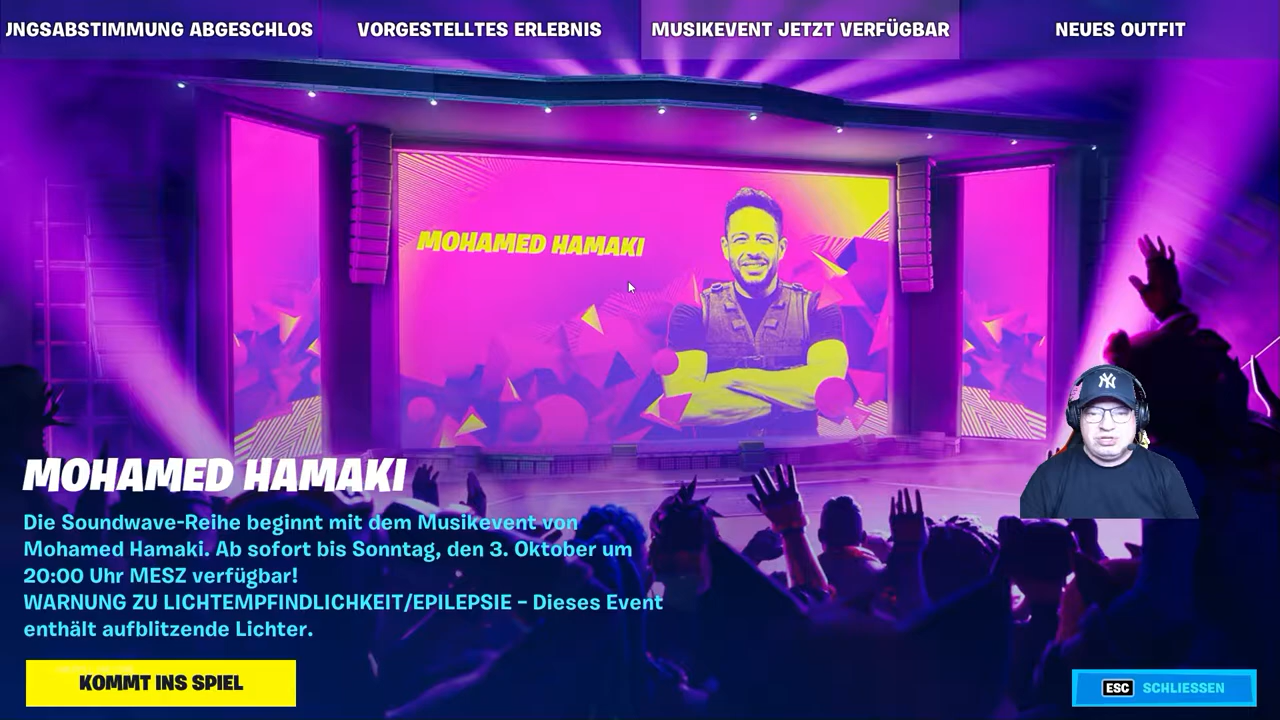 UNGSABSTIMMUNG ABGESCHLOS
VORGESTELLTES ERLEBNIS
MUSIKEVENT JETZT VERFÜGBAR
NEUES OUTFIT
MOHAMED HAMAKI
NY
MOHAMED HAMAKI
Die Soundwave-Reihe beginnt mit dem Musikevent von
Mohamed Hamaki. Ab sofort bis Sonntag, den 3. Oktober um
20:00 Uhr MESZ verfügbar!
WARNUNG ZU LICHTEMPFINDLICHKEIT/EPILEPSIE – Dieses Event
enthält aufblitzende Lichter.
KOMMT INS SPIEL
ESC SCHLIESSEN